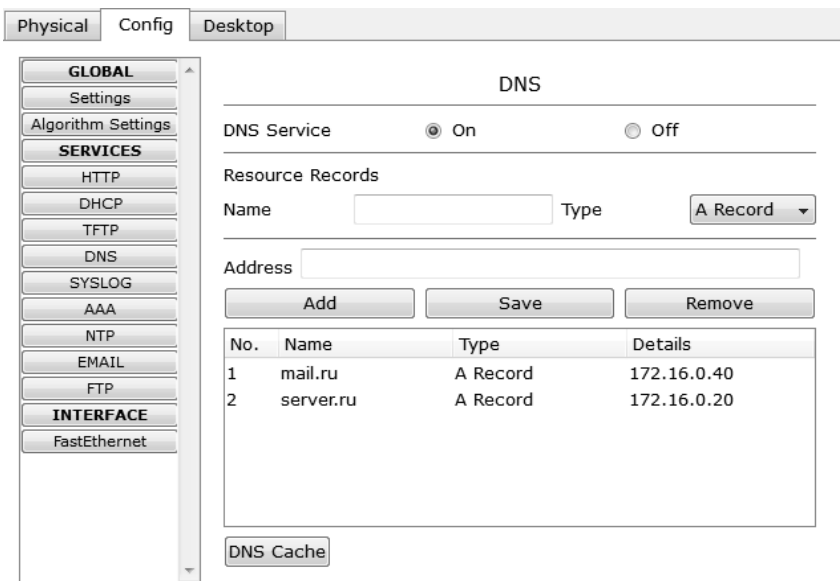 Physical
Config
Desktop
GLOBAL
Settings
Algorithm Settings
SERVICES
HTTP
DHCP
TFTP
DNS
SYSLOG
AAA
NTP
EMAIL
FTP
INTERFACE
FastEthernet
DNS
DNS Service On Off
Resource Records
Name Type A Record
Address
Add Save Remove
No. Name Type Details
1 mail.ru A Record 172.16.0.40
2 server.ru A Record 172.16.0.20
DNS Cache